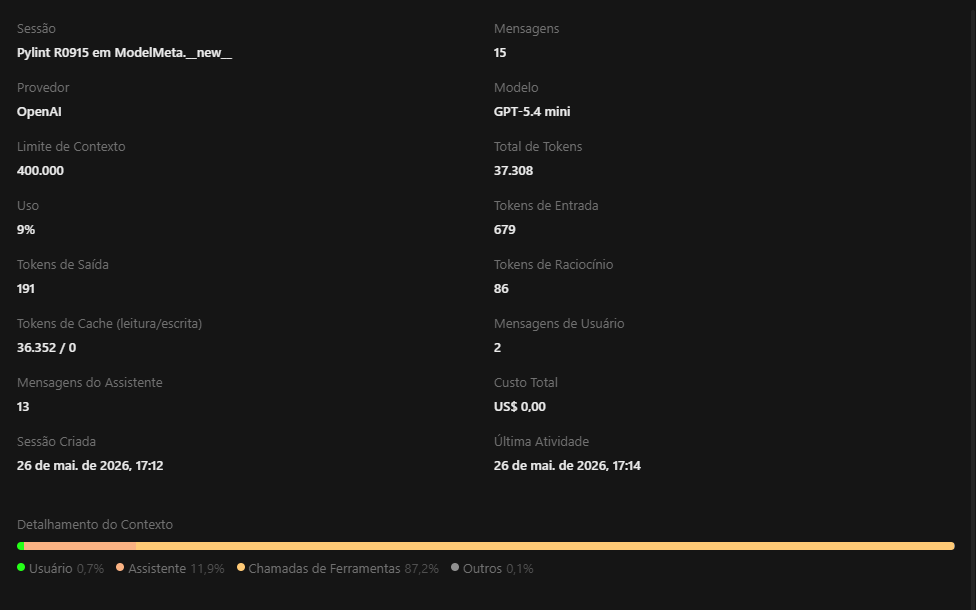 Sessão
Mensagens
Pylint R0915 em ModelMeta.__new__
15
Provedor
Modelo
OpenAI
GPT-5.4 mini
Limite de Contexto
Total de Tokens
400.000
37.308
Uso
Tokens de Entrada
9%
679
Tokens de Saída
Tokens de Raciocínio
191
86
Tokens de Cache (leitura/escrita)
Mensagens de Usuário
36.352 / 0
2
Mensagens do Assistente
Custo Total
13
US$ 0,00
Sessão Criada
Última Atividade
26 de mai. de 2026, 17:12
26 de mai. de 2026, 17:14
Detalhamento do Contexto
Usuário 0,7% Assistente 11,9% Chamadas de Ferramentas 87,2% Outros 0,1%